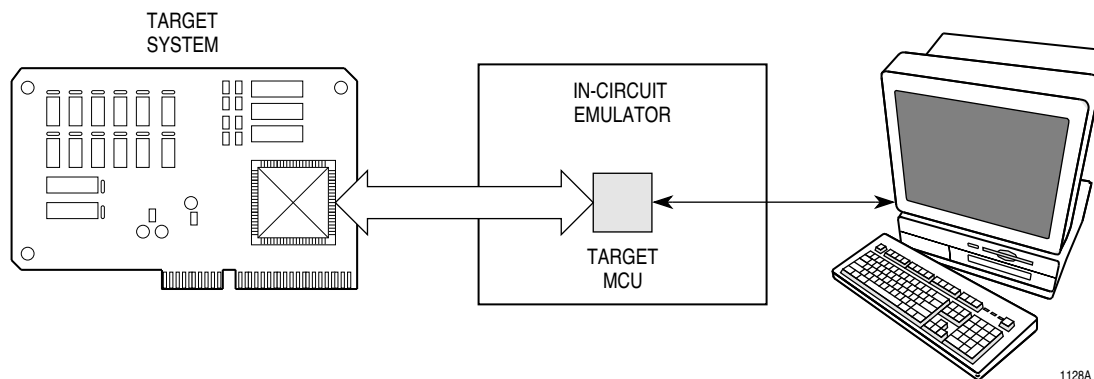 TARGET
SYSTEM
IN-CIRCUIT
EMULATOR
TARGET
MCU
1128A